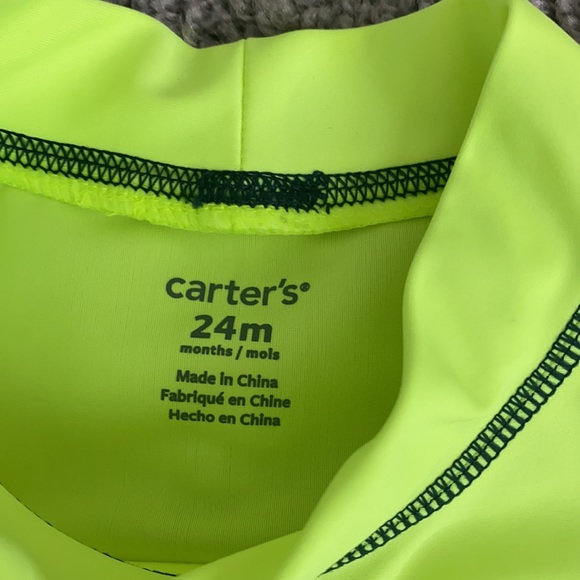 carter's®
24m
months / mois
Made in China
Fabriqué en Chine
Hecho en China